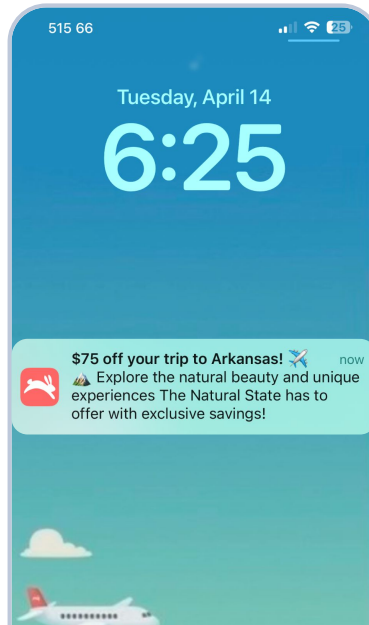 515 66
25
Tuesday, April 14
6:25
$75 off your trip to Arkansas! ✈️ now
🏞️ Explore the natural beauty and unique
experiences The Natural State has to
offer with exclusive savings!